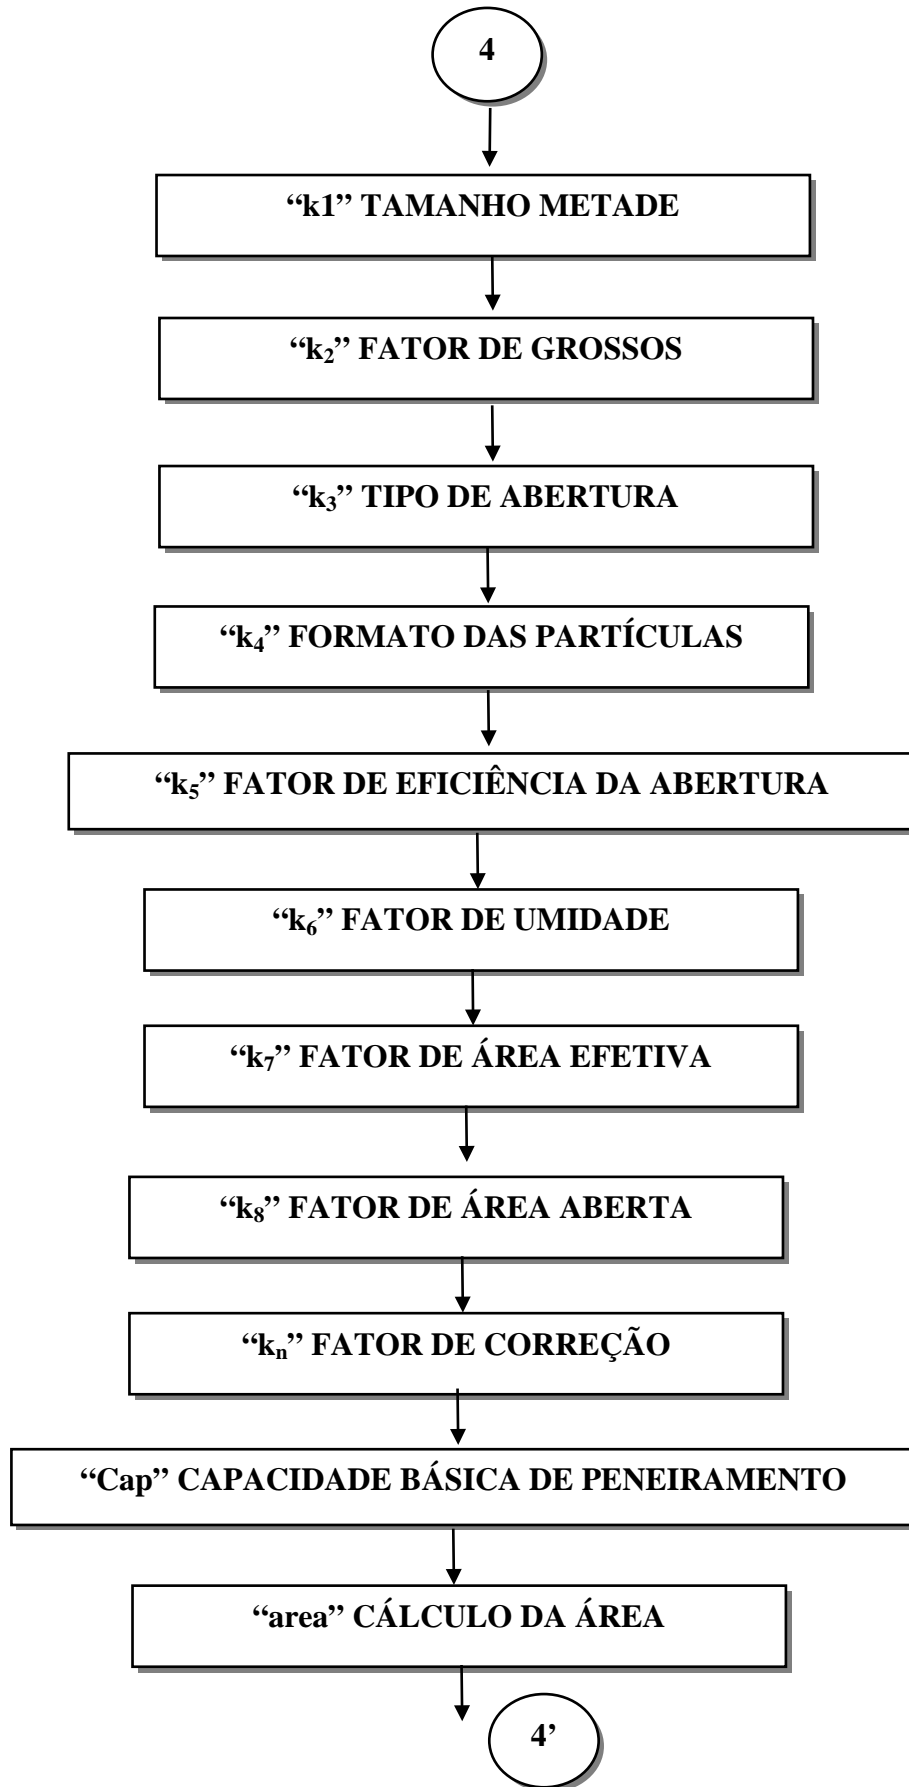 4
“k1” TAMANHO METADE
“k₂” FATOR DE GROSSOS
“k₃” TIPO DE ABERTURA
“k₄” FORMATO DAS PARTÍCULAS
“k₅” FATOR DE EFICIÊNCIA DA ABERTURA
“k₆” FATOR DE UMIDADE
“k₇” FATOR DE ÁREA EFETIVA
“k₈” FATOR DE ÁREA ABERTA
“kₙ” FATOR DE CORREÇÃO
“Cap” CAPACIDADE BÁSICA DE PENEIRAMENTO
“area” CÁLCULO DA ÁREA
4’